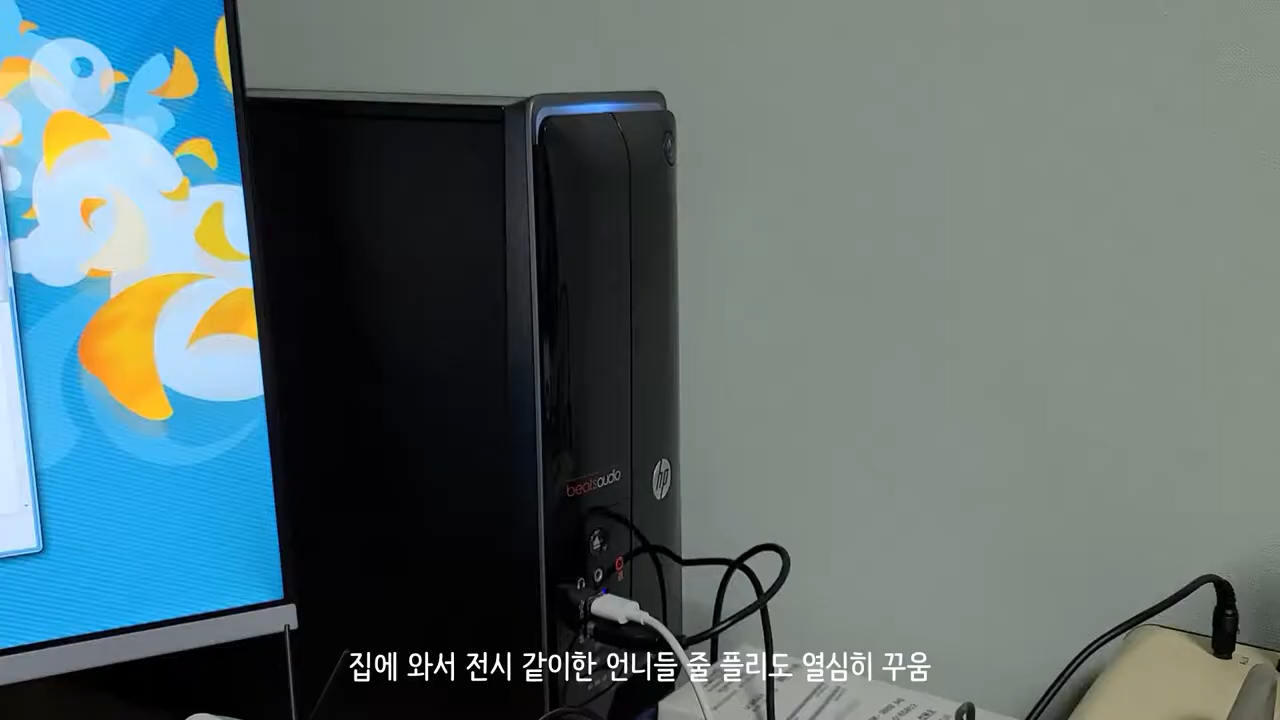 beatsaudio
hp
집에 와서 전시 같이한 언니들 줄 플리도 열심히 꾸움